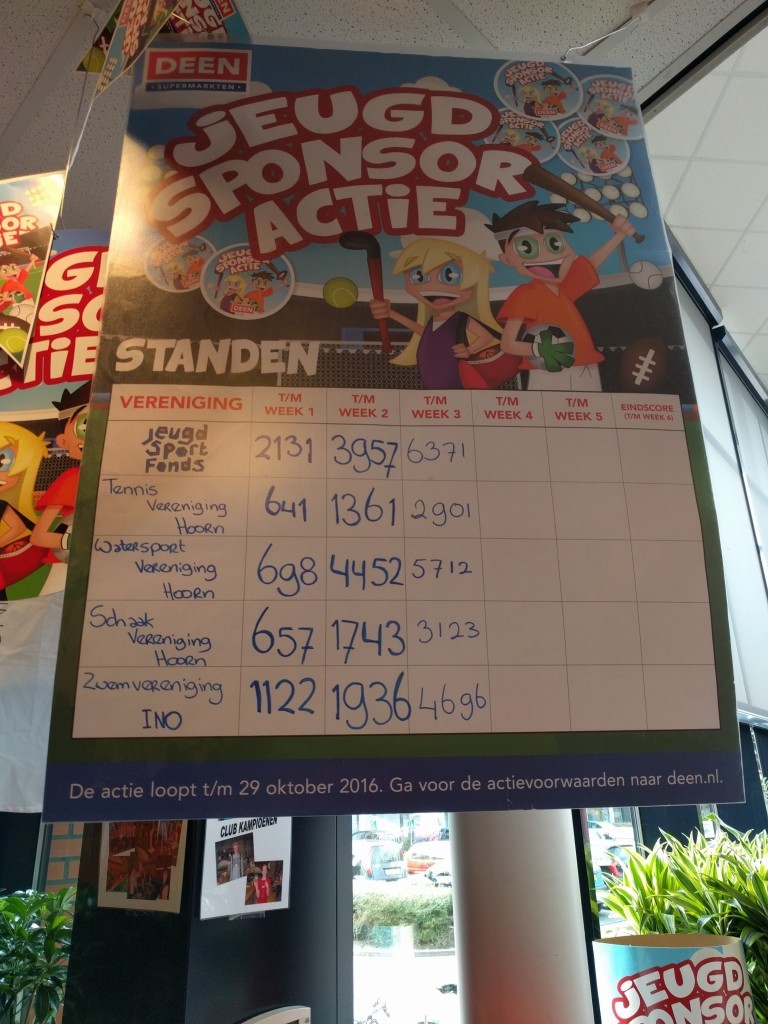 DEEN
SUPERMARKTEN
JEUGD
SPONSOR
ACTiE
STANDEN
VERENIGING T/M WEEK 1 T/M WEEK 2 T/M WEEK 3 T/M WEEK 4 T/M WEEK 5 EINDSCORE (T/M WEEK 6)
Jeugd Sport Fonds 2131 3957 6371
Tennis Vereniging Hoorn 641 1361 2901
Watersport Vereniging Hoorn 698 4452 5712
Schaak Vereniging Hoorn 657 1743 3123
Zwemvereniging INO 1122 1936 4696
De actie loopt t/m 29 oktober 2016. Ga voor de actievoorwaarden naar deen.nl.
CLUB KAMPIOENEN
JEUGD
SPONSOR